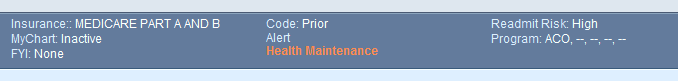 Insurance:: MEDICARE PART A AND B
MyChart: Inactive
FYI: None
Code: Prior
Alert
Health Maintenance
Readmit Risk: High
Program: ACO, --, --, --, --